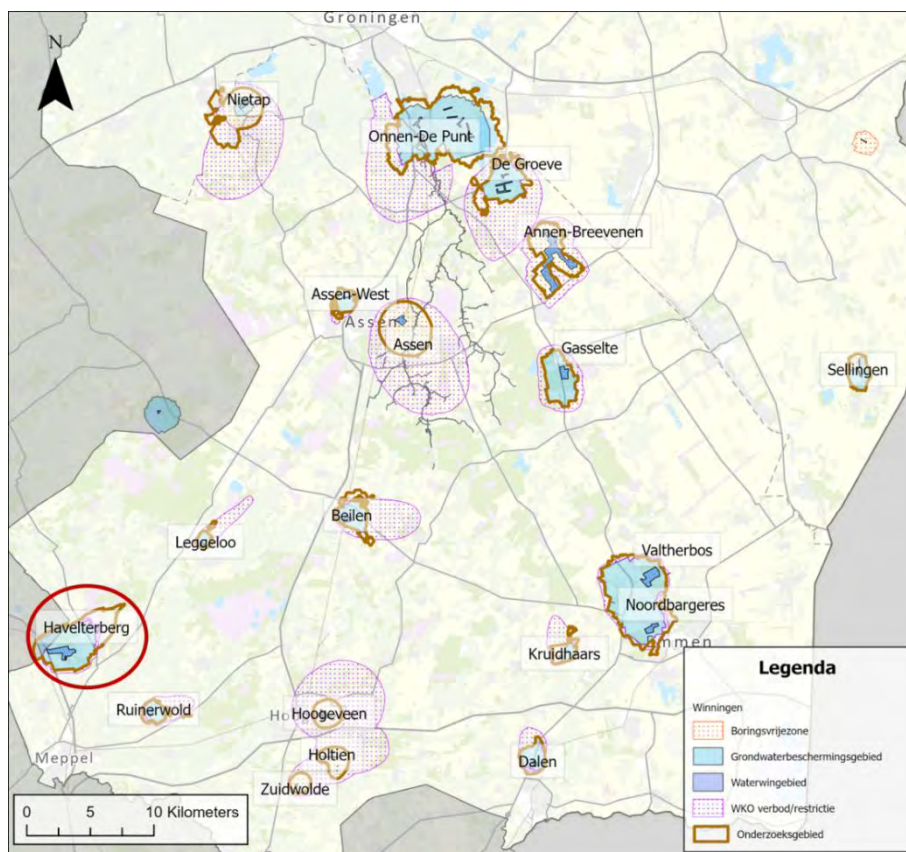 Groningen
N
Nietap
Onnen-De Punt
De Groeve
Annen-Breevenen
Assen-West
Assen
Assen
Gasselte
Sellingen
Beilen
Leggeloo
Valtherbos
Noordbargeres
Havelterberg
Kruidhaars
mmen
Ruinerwold
Hoogeveen
Ho
Holtien
Meppel
Zuidwolde
Dalen
0 5 10 Kilometers
Legenda
Winningen
Boringsvrijezone
Grondwaterbeschermingsgebied
Waterwingebied
WKO verbod/restrictie
Onderzoeksgebied